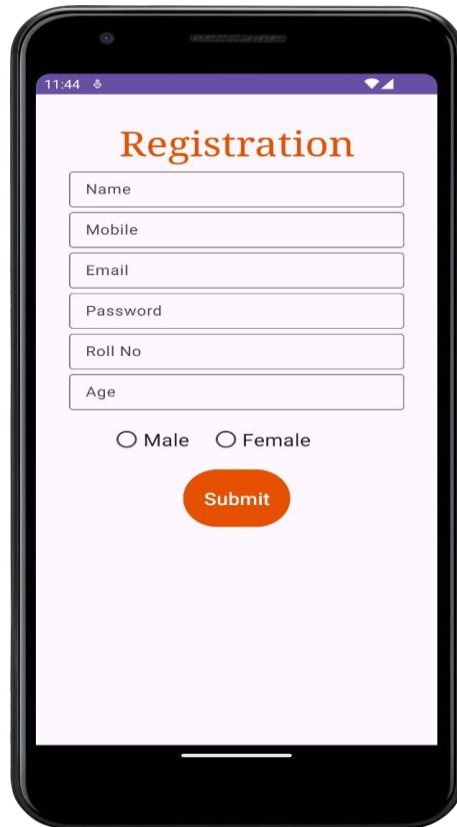 11:44
Registration
Name
Mobile
Email
Password
Roll No
Age
Male Female
Submit